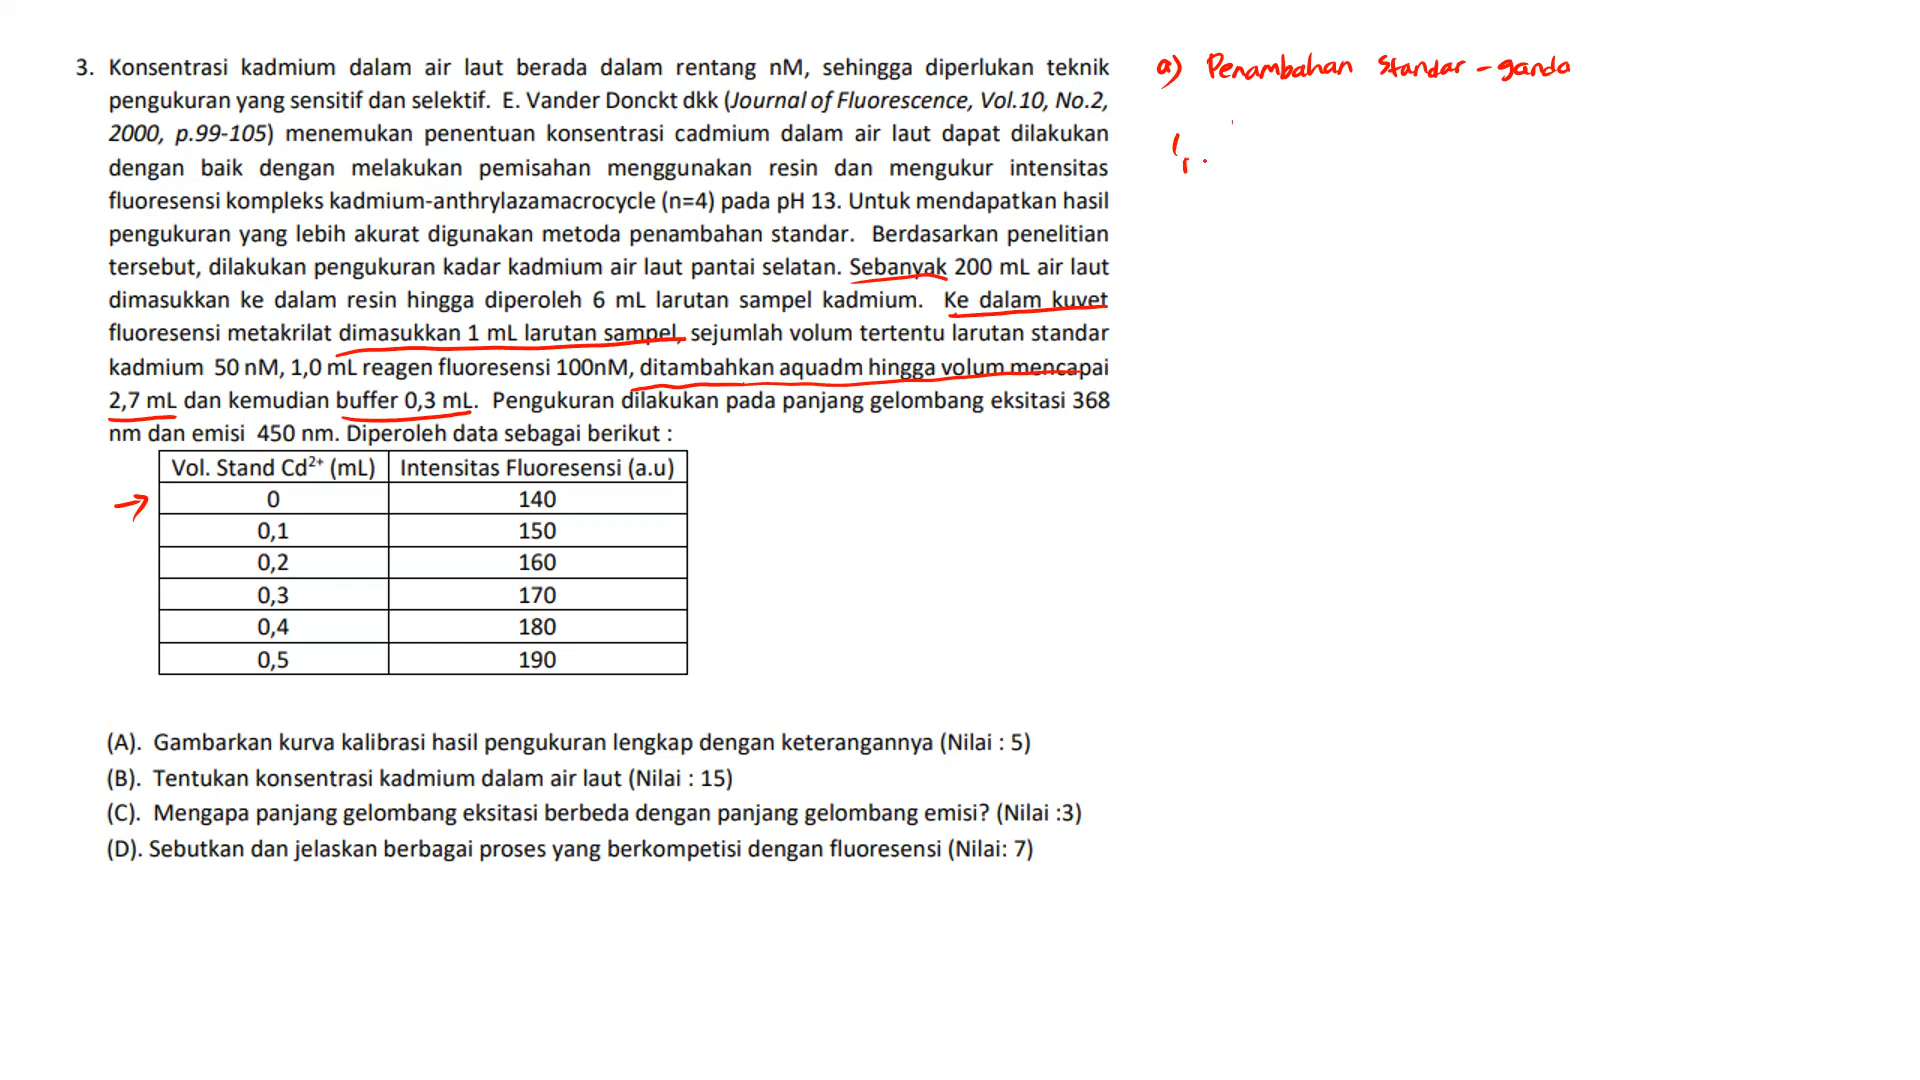 3. Konsentrasi kadmium dalam air laut berada dalam rentang nM, sehingga diperlukan teknik
pengukuran yang sensitif dan selektif. E. Vander Donckt dkk (Journal of Fluorescence, Vol.10, No.2,
2000, p.99-105) menemukan penentuan konsentrasi cadmium dalam air laut dapat dilakukan
dengan baik dengan melakukan pemisahan menggunakan resin dan mengukur intensitas
fluoresensi kompleks kadmium-anthrylazamacrocycle (n=4) pada pH 13. Untuk mendapatkan hasil
pengukuran yang lebih akurat digunakan metoda penambahan standar. Berdasarkan penelitian
tersebut, dilakukan pengukuran kadar kadmium air laut pantai selatan. Sebanyak 200 mL air laut
dimasukkan ke dalam resin hingga diperoleh 6 mL larutan sampel kadmium. Ke dalam kuvet
fluoresensi metakrilat dimasukkan 1 mL larutan sampel, sejumlah volum tertentu larutan standar
kadmium 50 nM, 1,0 mL reagen fluoresensi 100nM, ditambahkan aquadm hingga volum mencapai
2,7 mL dan kemudian buffer 0,3 mL. Pengukuran dilakukan pada panjang gelombang eksitasi 368
nm dan emisi 450 nm. Diperoleh data sebagai berikut :
Vol. Stand Cd²⁺ (mL) Intensitas Fluoresensi (a.u)
0 140
0,1 150
0,2 160
0,3 170
0,4 180
0,5 190
(A). Gambarkan kurva kalibrasi hasil pengukuran lengkap dengan keterangannya (Nilai : 5)
(B). Tentukan konsentrasi kadmium dalam air laut (Nilai : 15)
(C). Mengapa panjang gelombang eksitasi berbeda dengan panjang gelombang emisi? (Nilai :3)
(D). Sebutkan dan jelaskan berbagai proses yang berkompetisi dengan fluoresensi (Nilai: 7)
a) Penambahan Standar - ganda